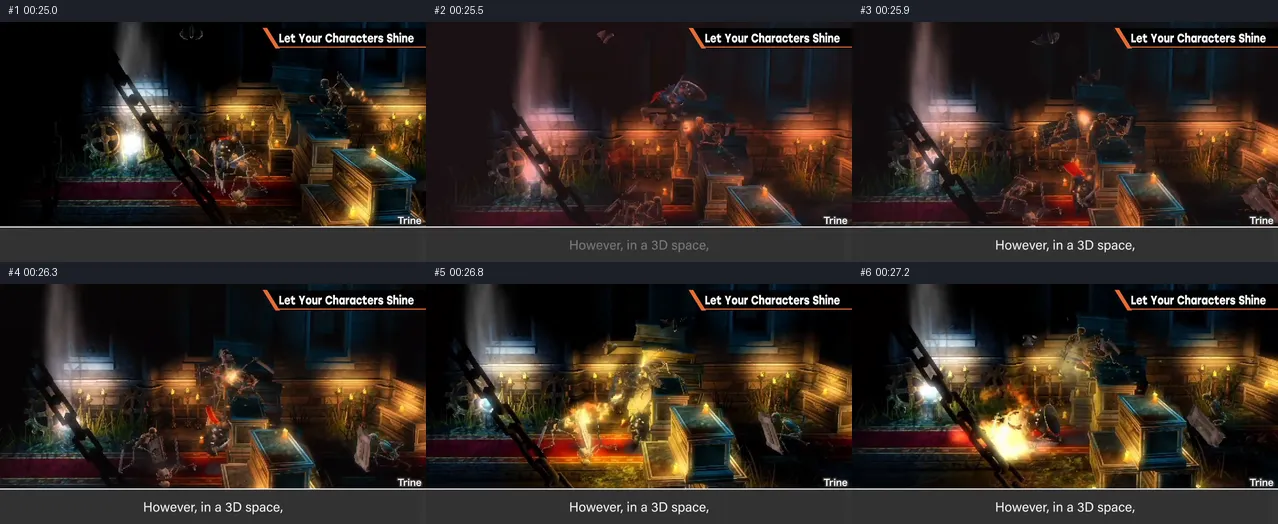 #1 00:25.0
Let Your Characters Shine
Trine
#2 00:25.5
Let Your Characters Shine
Trine
However, in a 3D space,
#3 00:25.9
Let Your Characters Shine
Trine
However, in a 3D space,
#4 00:26.3
Let Your Characters Shine
Trine
However, in a 3D space,
#5 00:26.8
Let Your Characters Shine
Trine
However, in a 3D space,
#6 00:27.2
Let Your Characters Shine
Trine
However, in a 3D space,